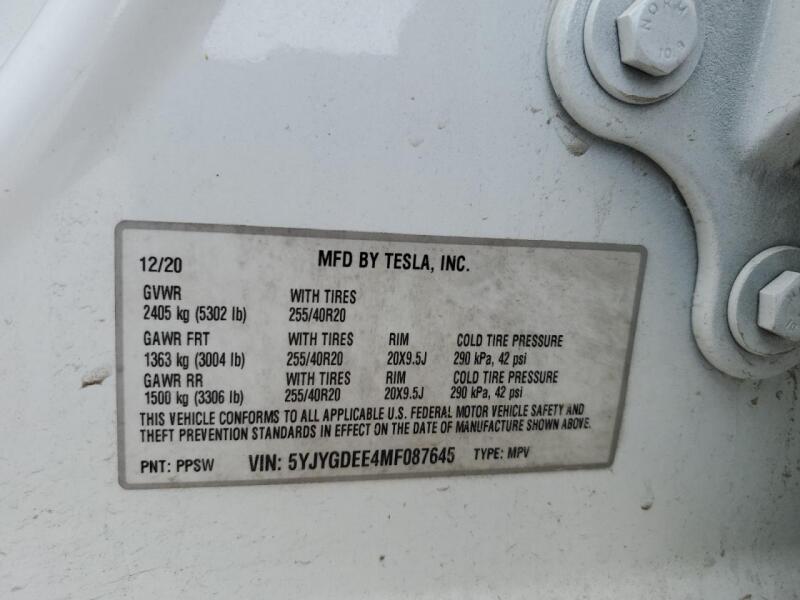 NORM
10.9
12/20 MFD BY TESLA, INC.
GVWR WITH TIRES
2405 kg (5302 lb) 255/40R20
GAWR FRT WITH TIRES RIM COLD TIRE PRESSURE
1363 kg (3004 lb) 255/40R20 20X9.5J 290 kPa, 42 psi
GAWR RR WITH TIRES RIM COLD TIRE PRESSURE
1500 kg (3306 lb) 255/40R20 20X9.5J 290 kPa, 42 psi
THIS VEHICLE CONFORMS TO ALL APPLICABLE U.S. FEDERAL MOTOR VEHICLE SAFETY AND
THEFT PREVENTION STANDARDS IN EFFECT ON THE DATE OF MANUFACTURE SHOWN ABOVE.
PNT: PPSW VIN: 5YJYGDEE4MF087645 TYPE: MPV